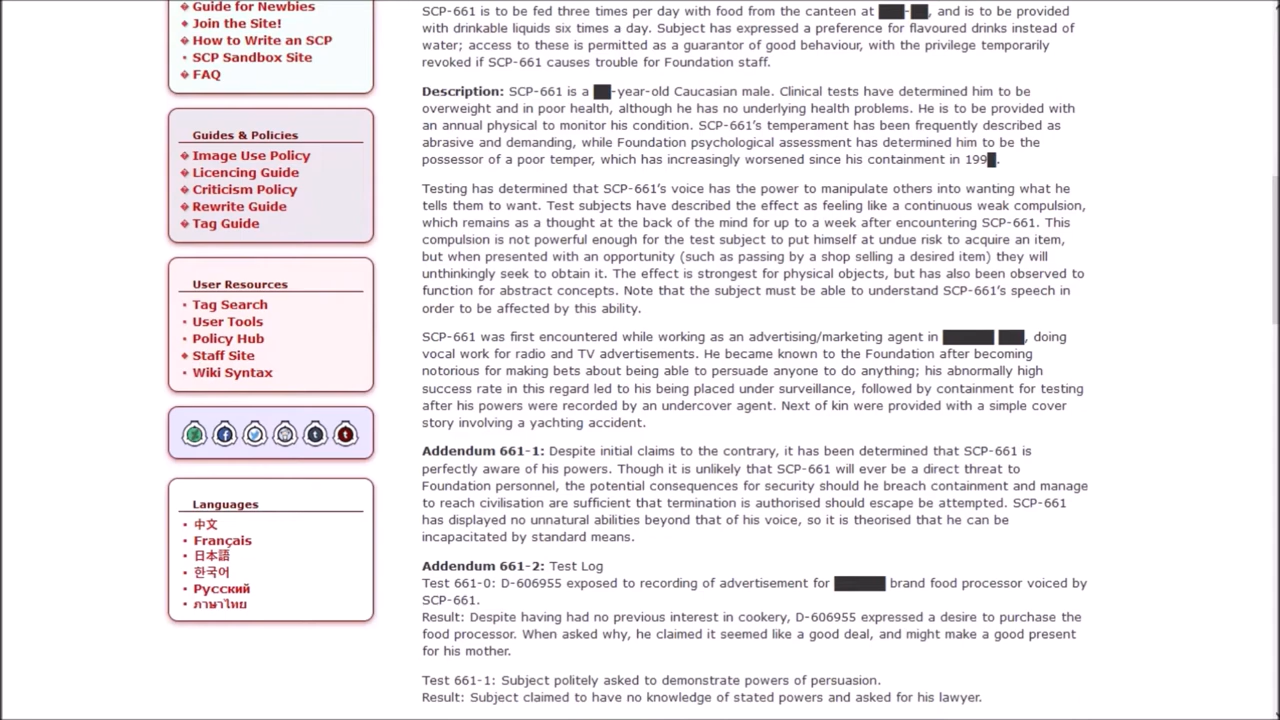 Guide for Newbies
Join the Site!
How to Write an SCP
SCP Sandbox Site
FAQ
Guides & Policies
Image Use Policy
Licencing Guide
Criticism Policy
Rewrite Guide
Tag Guide
User Resources
Tag Search
User Tools
Policy Hub
Staff Site
Wiki Syntax
Languages
中文
Français
日本語
한국어
Русский
ภาษาไทย
SCP-661 is to be fed three times per day with food from the canteen at ███-██, and is to be provided
with drinkable liquids six times a day. Subject has expressed a preference for flavoured drinks instead of
water; access to these is permitted as a guarantor of good behaviour, with the privilege temporarily
revoked if SCP-661 causes trouble for Foundation staff.
Description: SCP-661 is a ██-year-old Caucasian male. Clinical tests have determined him to be
overweight and in poor health, although he has no underlying health problems. He is to be provided with
an annual physical to monitor his condition. SCP-661's temperament has been frequently described as
abrasive and demanding, while Foundation psychological assessment has determined him to be the
possessor of a poor temper, which has increasingly worsened since his containment in 199█.
Testing has determined that SCP-661's voice has the power to manipulate others into wanting what he
tells them to want. Test subjects have described the effect as feeling like a continuous weak compulsion,
which remains as a thought at the back of the mind for up to a week after encountering SCP-661. This
compulsion is not powerful enough for the test subject to put himself at undue risk to acquire an item,
but when presented with an opportunity (such as passing by a shop selling a desired item) they will
unthinkingly seek to obtain it. The effect is strongest for physical objects, but has also been observed to
function for abstract concepts. Note that the subject must be able to understand SCP-661's speech in
order to be affected by this ability.
SCP-661 was first encountered while working as an advertising/marketing agent in ██████ ███, doing
vocal work for radio and TV advertisements. He became known to the Foundation after becoming
notorious for making bets about being able to persuade anyone to do anything; his abnormally high
success rate in this regard led to his being placed under surveillance, followed by containment for testing
after his powers were recorded by an undercover agent. Next of kin were provided with a simple cover
story involving a yachting accident.
Addendum 661-1: Despite initial claims to the contrary, it has been determined that SCP-661 is
perfectly aware of his powers. Though it is unlikely that SCP-661 will ever be a direct threat to
Foundation personnel, the potential consequences for security should he breach containment and manage
to reach civilisation are sufficient that termination is authorised should escape be attempted. SCP-661
has displayed no unnatural abilities beyond that of his voice, so it is theorised that he can be
incapacitated by standard means.
Addendum 661-2: Test Log
Test 661-0: D-606955 exposed to recording of advertisement for ██████ brand food processor voiced by
SCP-661.
Result: Despite having had no previous interest in cookery, D-606955 expressed a desire to purchase the
food processor. When asked why, he claimed it seemed like a good deal, and might make a good present
for his mother.
Test 661-1: Subject politely asked to demonstrate powers of persuasion.
Result: Subject claimed to have no knowledge of stated powers and asked for his lawyer.